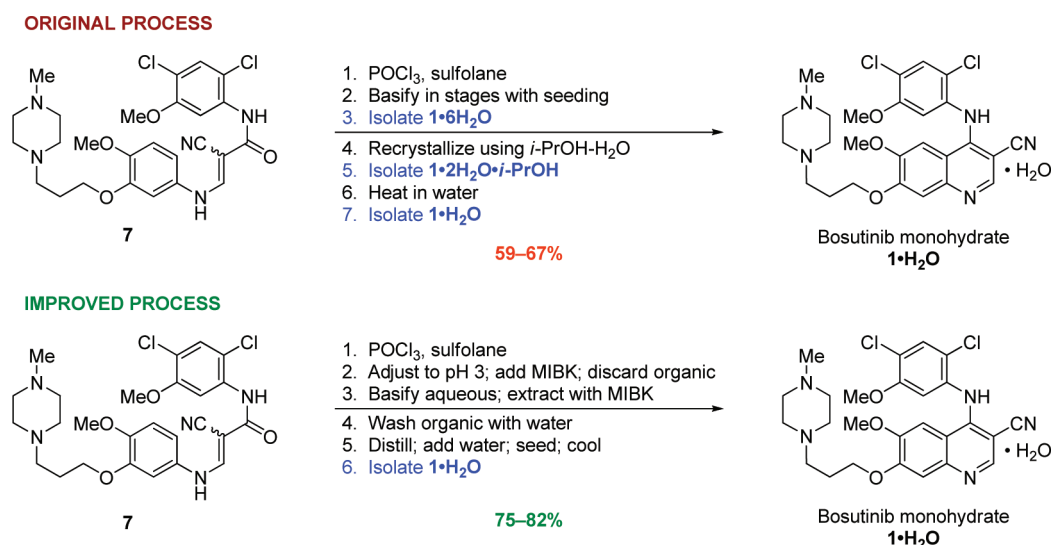 ORIGINAL PROCESS
Cl
Cl
Me
N
MeO
NH
MeO
NC
O
N
O
N
H
7
1. POCl3, sulfolane
2. Basify in stages with seeding
3. Isolate 1•6H2O
4. Recrystallize using i-PrOH-H2O
5. Isolate 1•2H2O•i-PrOH
6. Heat in water
7. Isolate 1•H2O
59–67%
Cl
Cl
Me
N
MeO
NH
MeO
CN
• H2O
N
O
N
Bosutinib monohydrate
1•H2O
IMPROVED PROCESS
Cl
Cl
Me
N
MeO
NH
MeO
NC
O
N
O
N
H
7
1. POCl3, sulfolane
2. Adjust to pH 3; add MIBK; discard organic
3. Basify aqueous; extract with MIBK
4. Wash organic with water
5. Distill; add water; seed; cool
6. Isolate 1•H2O
75–82%
Cl
Cl
Me
N
MeO
NH
MeO
CN
• H2O
N
O
N
Bosutinib monohydrate
1•H2O